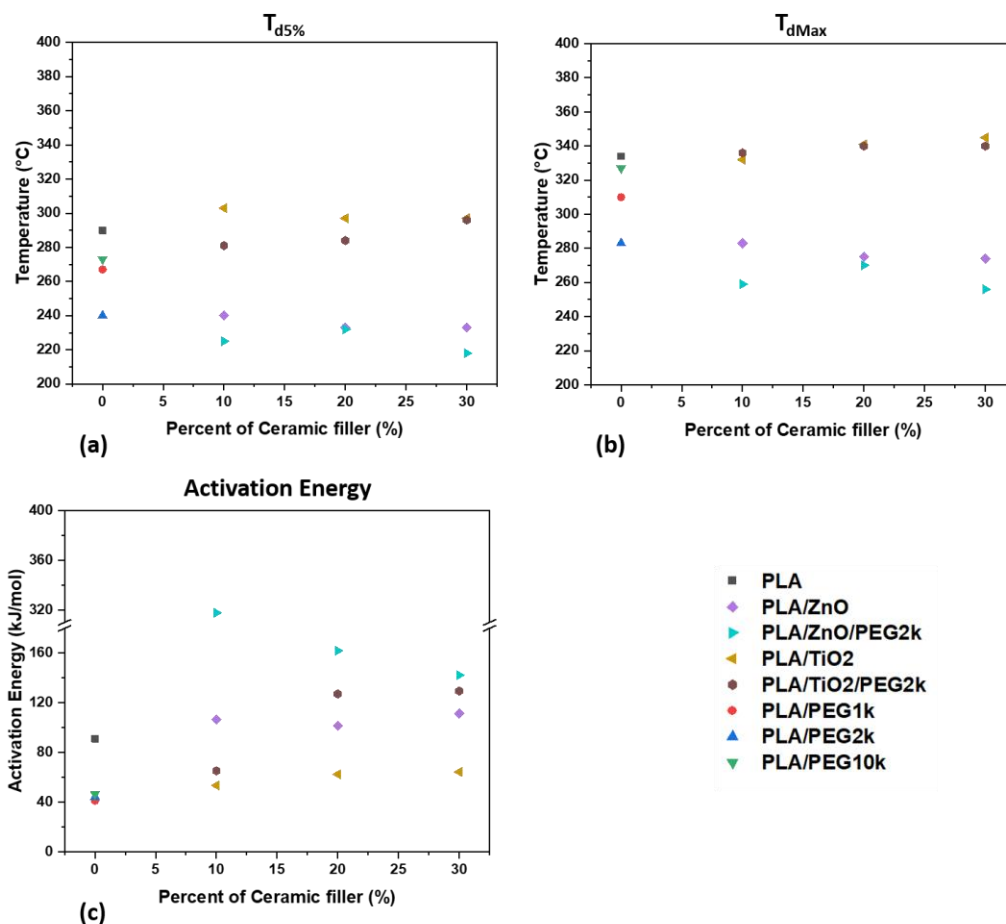 T_d5%
400
380
360
340
320
300
280
260
240
220
200
Temperature (°C)
0 5 10 15 20 25 30
Percent of Ceramic filler (%)
(a)
T_dMax
400
380
360
340
320
300
280
260
240
220
200
Temperature (°C)
0 5 10 15 20 25 30
Percent of Ceramic filler (%)
(b)
Activation Energy
400
360
320
160
120
80
40
0
Activation Energy (kJ/mol)
0 5 10 15 20 25 30
Percent of Ceramic filler (%)
(c)
PLA
PLA/ZnO
PLA/ZnO/PEG2k
PLA/TiO2
PLA/TiO2/PEG2k
PLA/PEG1k
PLA/PEG2k
PLA/PEG10k